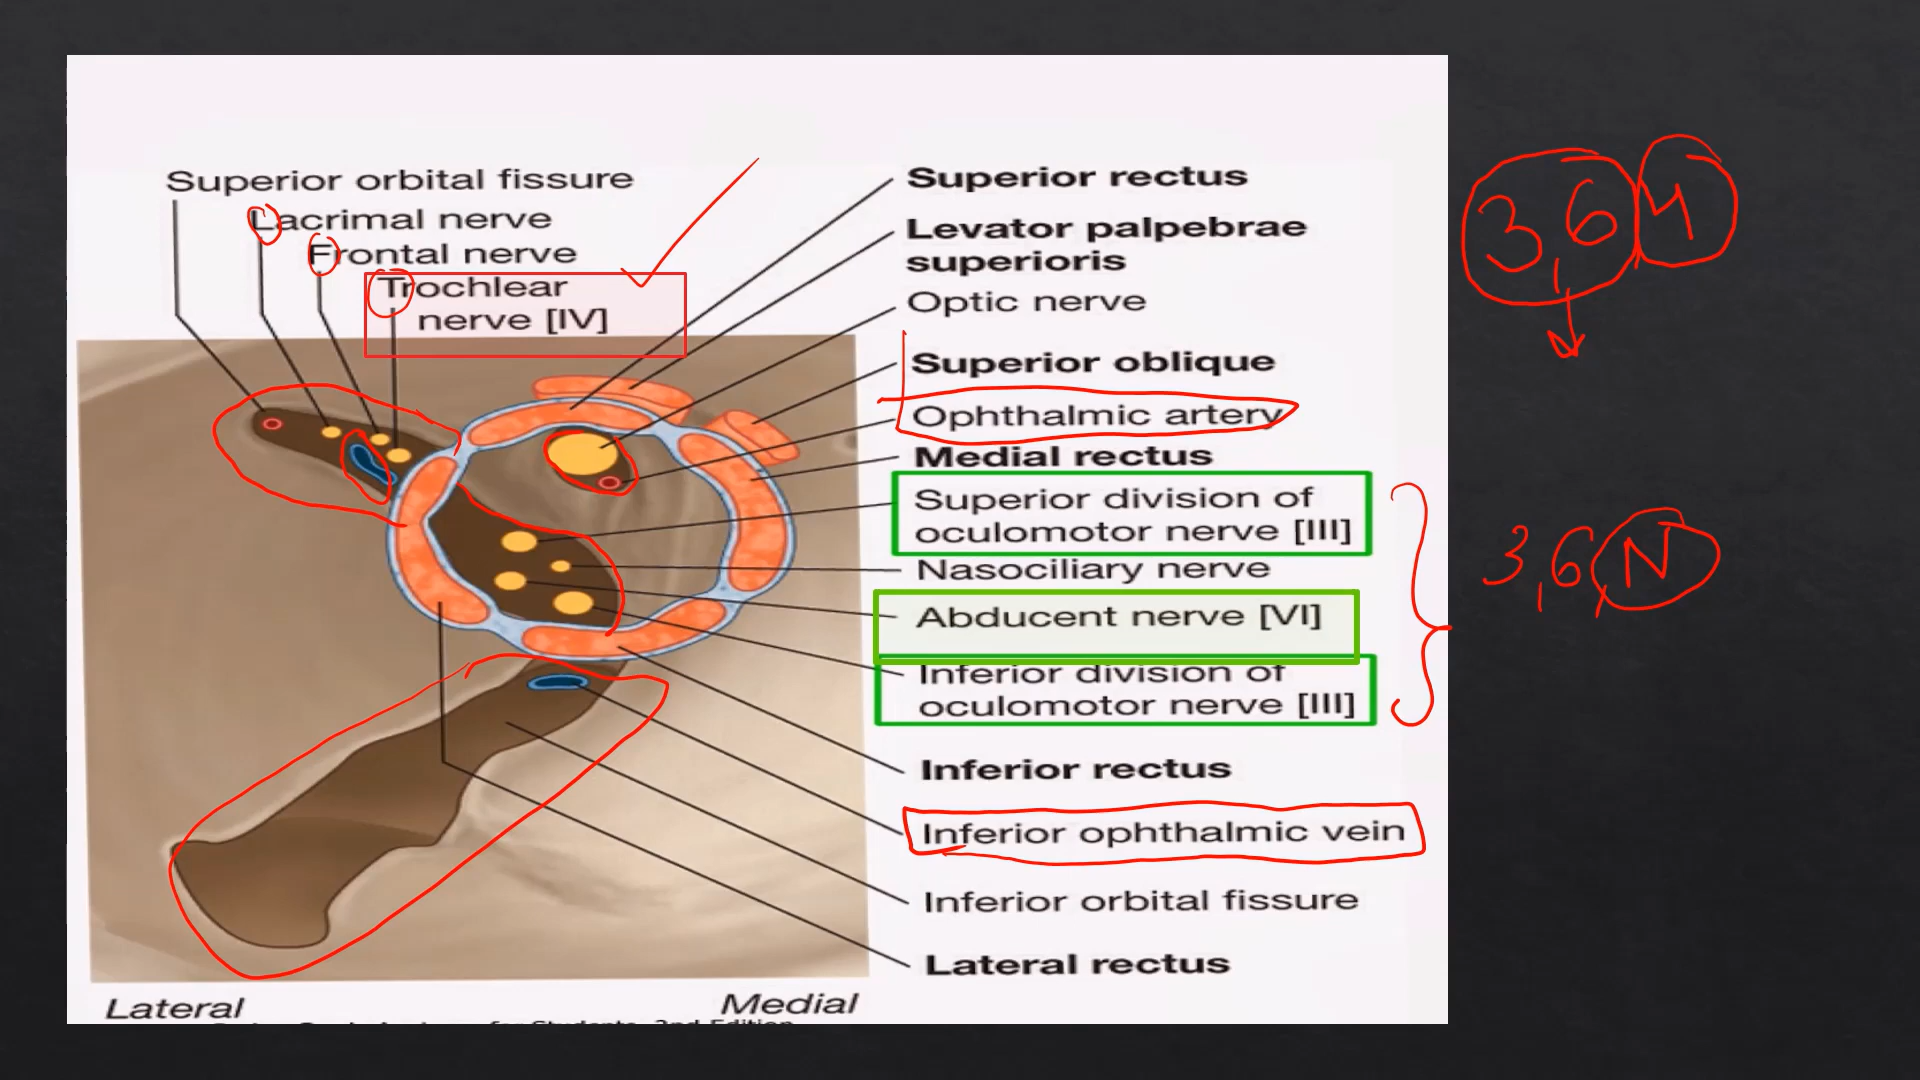 Superior orbital fissure
Lacrimal nerve
Frontal nerve
Trochlear
nerve [IV]
Superior rectus
Levator palpebrae
superioris
Optic nerve
Superior oblique
Ophthalmic artery
Medial rectus
Superior division of
oculomotor nerve [III]
Nasociliary nerve
Abducent nerve [VI]
Inferior division of
oculomotor nerve [III]
Inferior rectus
Inferior ophthalmic vein
Inferior orbital fissure
Lateral rectus
Lateral
Medial
3,6 4
3,6,N